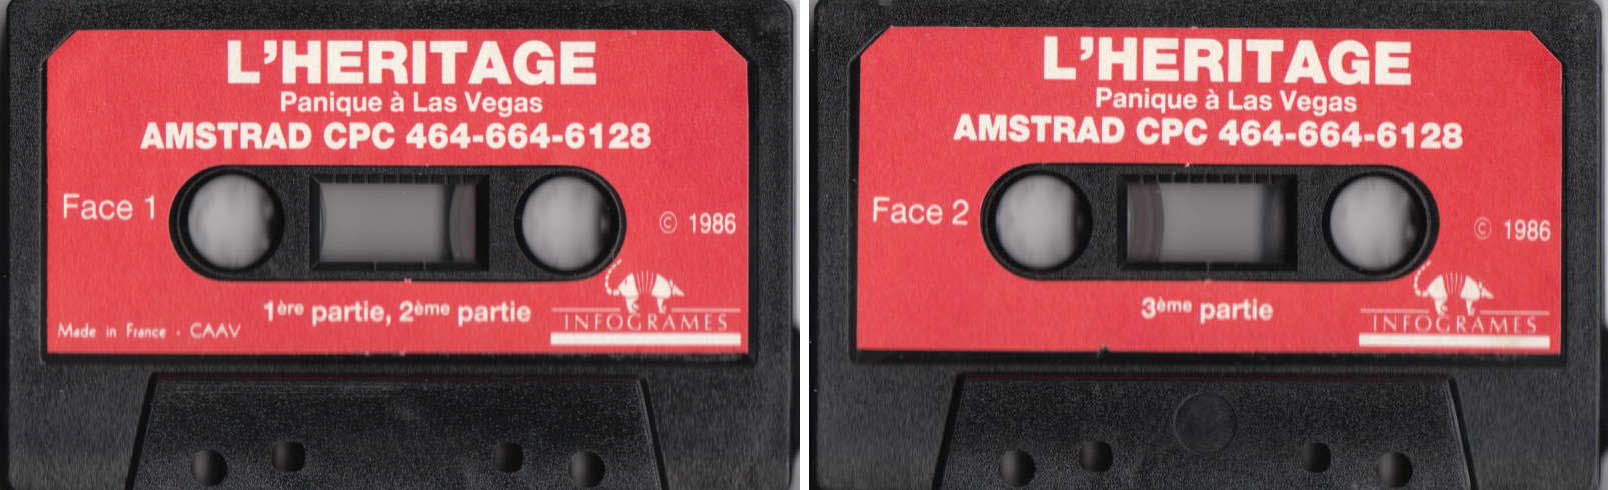 L'HERITAGE
Panique à Las Vegas
AMSTRAD CPC 464-664-6128
Face 1
© 1986
1ère partie, 2ème partie
INFOGRAMES
Made in France - CAAV
L'HERITAGE
Panique à Las Vegas
AMSTRAD CPC 464-664-6128
Face 2
© 1986
3ème partie
INFOGRAMES